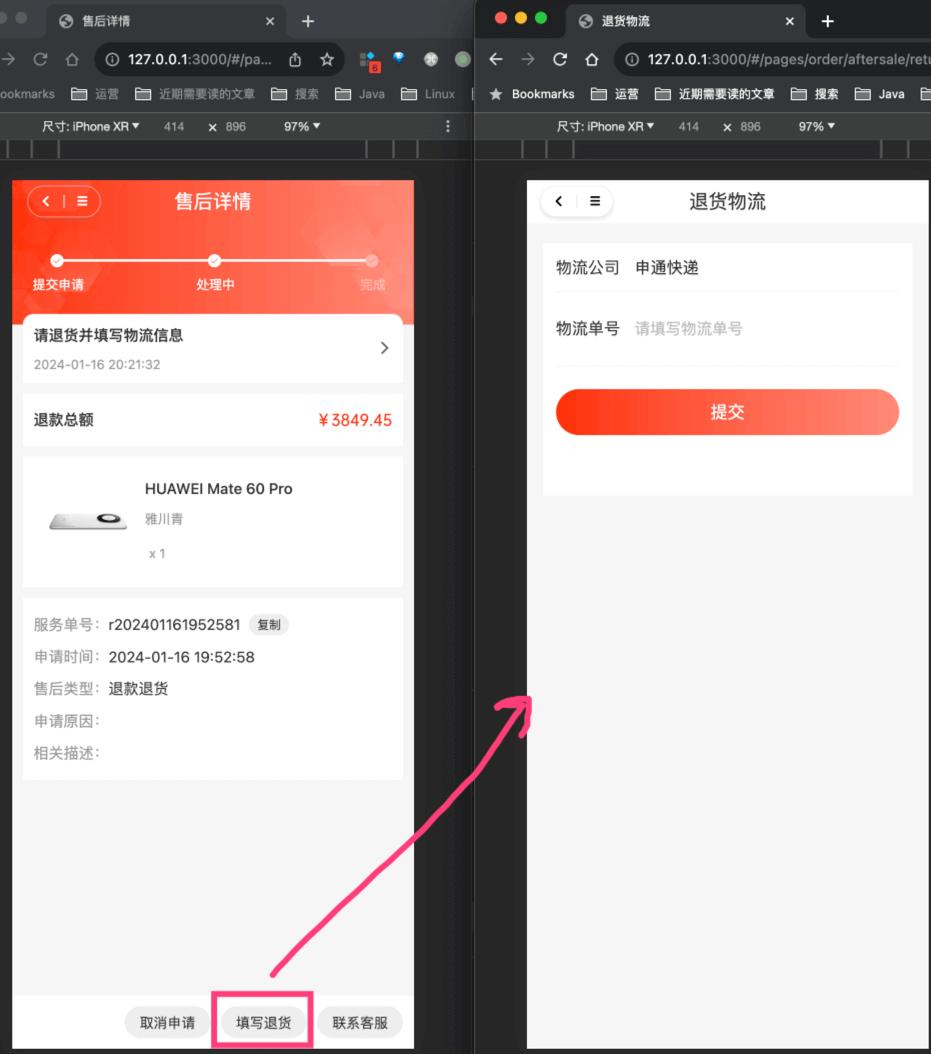 售后详情
127.0.0.1:3000/#/pa...
6
ookmarks 运营 近期需要读的文章 搜索 Java Linux
尺寸: iPhone XR 414 × 896 97%
售后详情
提交申请 处理中 完成
请退货并填写物流信息
2024-01-16 20:21:32
退款总额 ¥3849.45
HUAWEI Mate 60 Pro
雅川青
x 1
服务单号: r202401161952581 复制
申请时间: 2024-01-16 19:52:58
售后类型: 退款退货
申请原因:
相关描述:
取消申请 填写退货 联系客服
退货物流
127.0.0.1:3000/#/pages/order/aftersale/retu
Bookmarks 运营 近期需要读的文章 搜索 Java
尺寸: iPhone XR 414 × 896 97%
退货物流
物流公司 申通快递
物流单号 请填写物流单号
提交